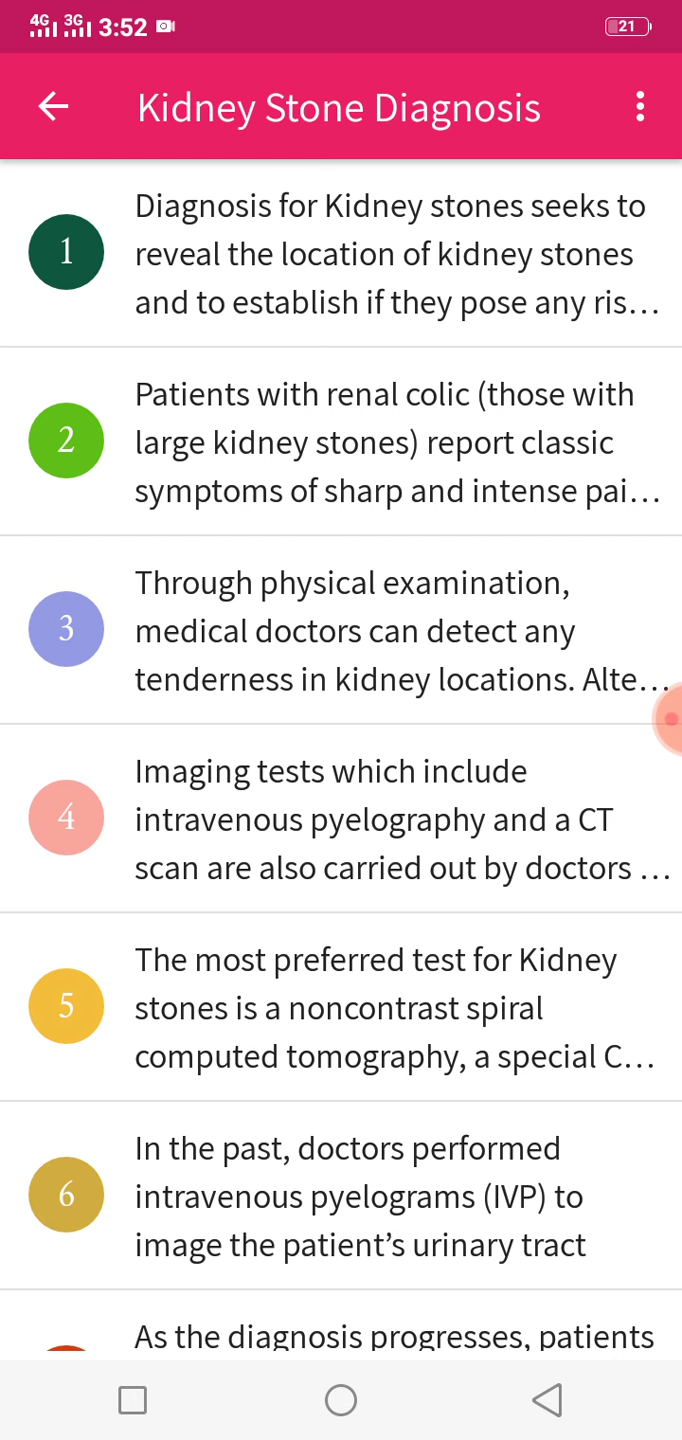 4G 3G 3:52 21
Kidney Stone Diagnosis
1
Diagnosis for Kidney stones seeks to
reveal the location of kidney stones
and to establish if they pose any ris…
2
Patients with renal colic (those with
large kidney stones) report classic
symptoms of sharp and intense pai…
3
Through physical examination,
medical doctors can detect any
tenderness in kidney locations. Alte…
4
Imaging tests which include
intravenous pyelography and a CT
scan are also carried out by doctors …
5
The most preferred test for Kidney
stones is a noncontrast spiral
computed tomography, a special C…
6
In the past, doctors performed
intravenous pyelograms (IVP) to
image the patient’s urinary tract
As the diagnosis progresses, patients